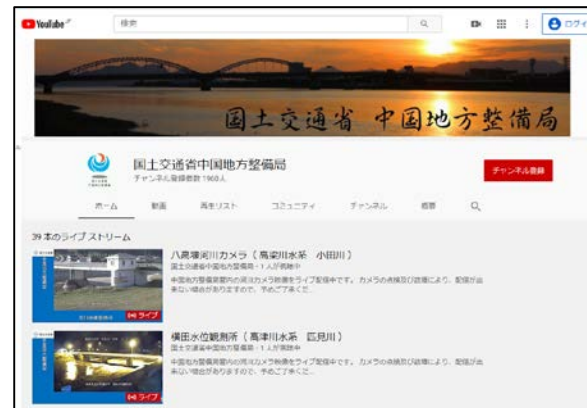 YouTube JP
検索
ログイ
国土交通省 中国地方整備局
国土交通省中国地方整備局
チャンネル登録者数 1960人
チャンネル登録
ホーム 動画 再生リスト コミュニティ チャンネル 概要
39 本のライブ ストリーム
八高堰河川カメラ（高梁川水系 小田川）
国土交通省中国地方整備局・1 人が視聴中
中国地方整備局管内の河川カメラ映像をライブ配信中です。カメラの点検及び故障により、配信が出
来ない場合がありますので、予めご了承くだ...
ライブ
横田水位観測所（高津川水系 匹見川）
国土交通省中国地方整備局・1 人が視聴中
中国地方整備局管内の河川カメラ映像をライブ配信中です。カメラの点検及び故障により、配信が出
来ない場合がありますので、予めご了承くだ...
ライブ